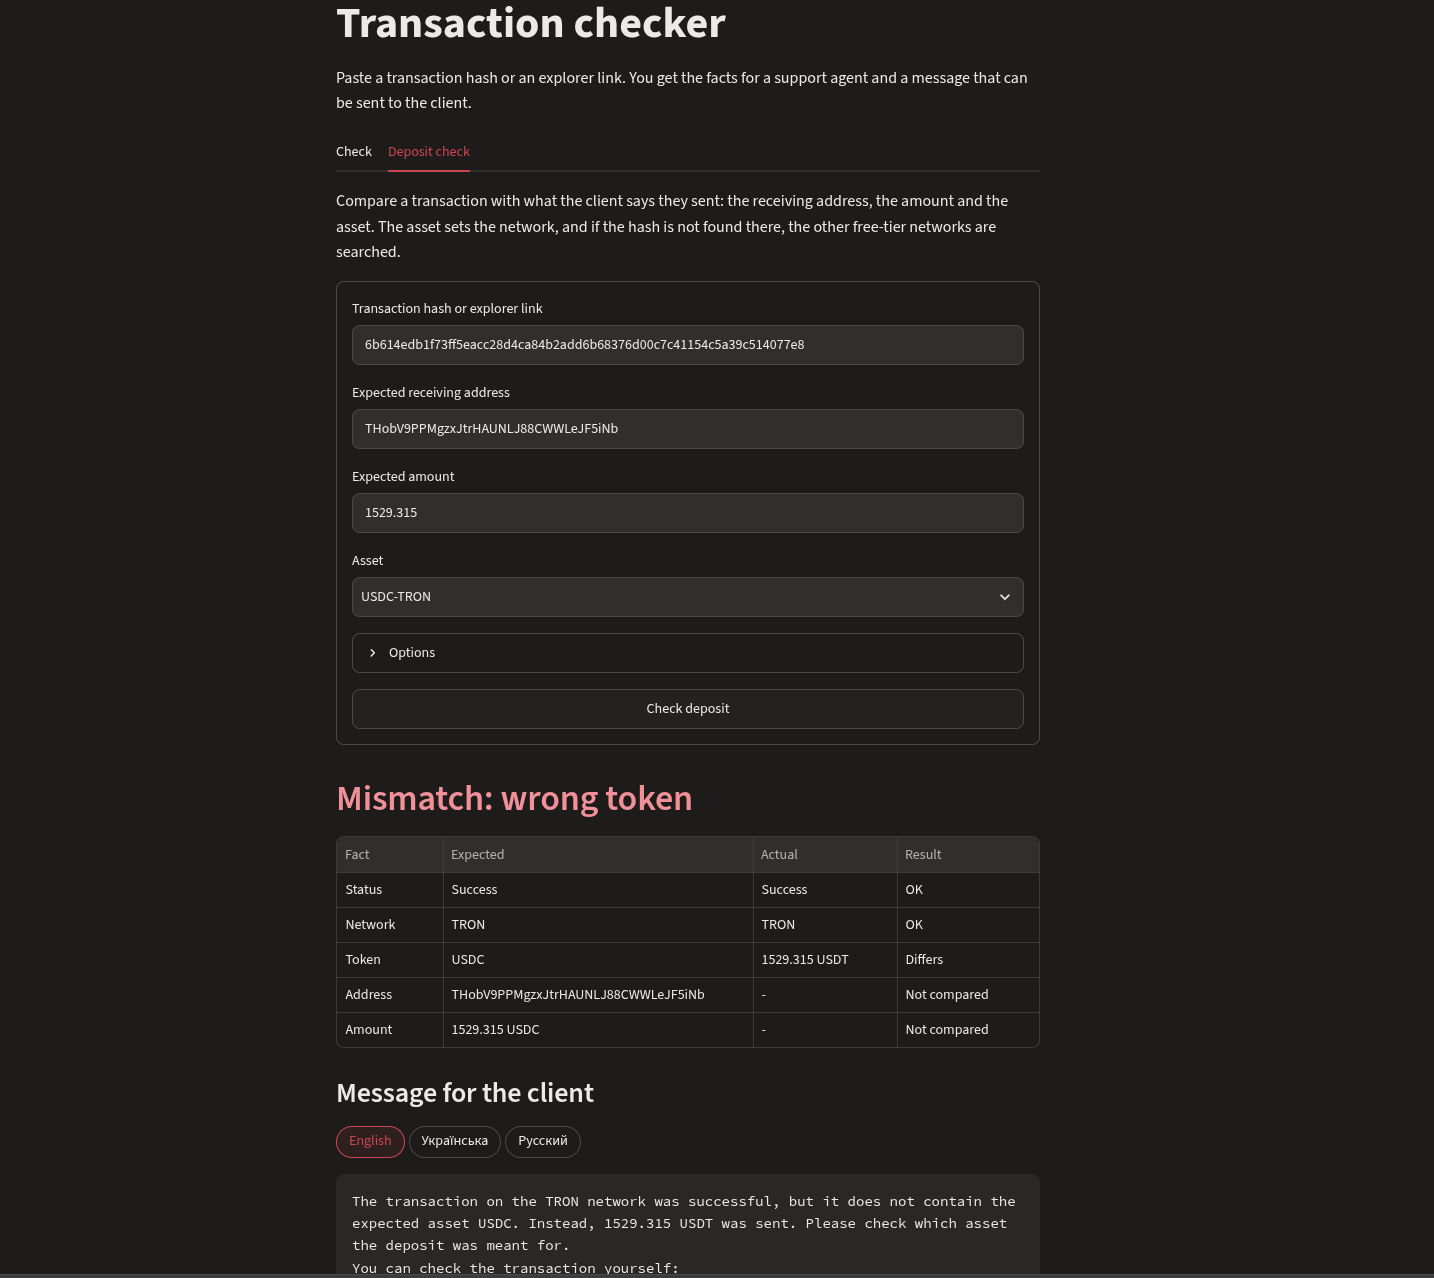 Transaction checker
Paste a transaction hash or an explorer link. You get the facts for a support agent and a message that can
be sent to the client.
Check Deposit check
Compare a transaction with what the client says they sent: the receiving address, the amount and the
asset. The asset sets the network, and if the hash is not found there, the other free-tier networks are
searched.
Transaction hash or explorer link
6b614edb1f73ff5eacc28d4ca84b2add6b68376d00c7c41154c5a39c514077e8
Expected receiving address
THobV9PPMgzxJtrHAUNLJ88CWWLeJF5iNb
Expected amount
1529.315
Asset
USDC-TRON
Options
Check deposit
Mismatch: wrong token
Fact Expected Actual Result
Status Success Success OK
Network TRON TRON OK
Token USDC 1529.315 USDT Differs
Address THobV9PPMgzxJtrHAUNLJ88CWWLeJF5iNb - Not compared
Amount 1529.315 USDC - Not compared
Message for the client
English Українська Русский
The transaction on the TRON network was successful, but it does not contain the
expected asset USDC. Instead, 1529.315 USDT was sent. Please check which asset
the deposit was meant for.
You can check the transaction yourself: